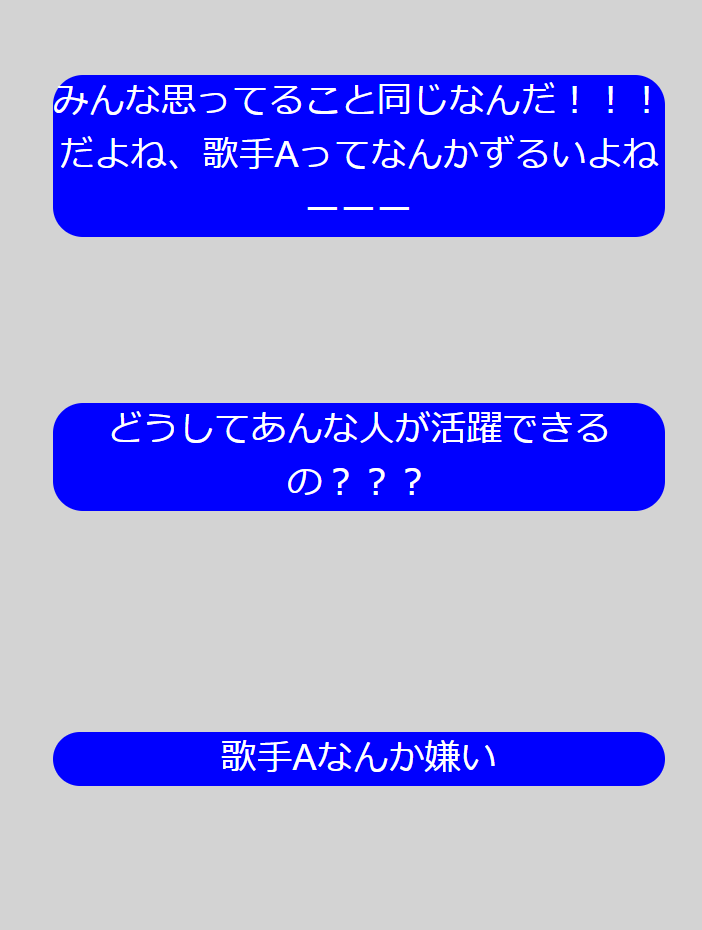 みんな思ってること同じなんだ！！！
だよね、歌手Aってなんかずるいよね
ーーー
どうしてあんな人が活躍できる
の？？？
歌手Aなんか嫌い